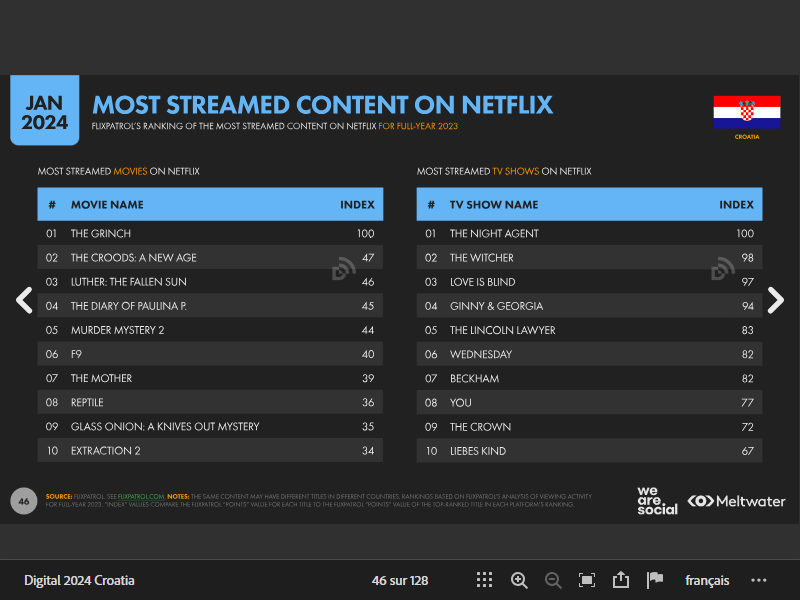 JAN
2024
MOST STREAMED CONTENT ON NETFLIX
FLIXPATROL'S RANKING OF THE MOST STREAMED CONTENT ON NETFLIX FOR FULL-YEAR 2023
CROATIA
MOST STREAMED MOVIES ON NETFLIX
# MOVIE NAME INDEX
01 THE GRINCH 100
02 THE CROODS: A NEW AGE 47
03 LUTHER: THE FALLEN SUN 46
04 THE DIARY OF PAULINA P. 45
05 MURDER MYSTERY 2 44
06 F9 40
07 THE MOTHER 39
08 REPTILE 36
09 GLASS ONION: A KNIVES OUT MYSTERY 35
10 EXTRACTION 2 34
MOST STREAMED TV SHOWS ON NETFLIX
# TV SHOW NAME INDEX
01 THE NIGHT AGENT 100
02 THE WITCHER 98
03 LOVE IS BLIND 97
04 GINNY & GEORGIA 94
05 THE LINCOLN LAWYER 83
06 WEDNESDAY 82
07 BECKHAM 82
08 YOU 77
09 THE CROWN 72
10 LIEBES KIND 67
46
SOURCE: FLIXPATROL. SEE FLIXPATROL.COM. NOTES: THE SAME CONTENT MAY HAVE DIFFERENT TITLES IN DIFFERENT COUNTRIES. RANKINGS BASED ON FLIXPATROL'S ANALYSIS OF VIEWING ACTIVITY
FOR FULL-YEAR 2023. "INDEX" VALUES COMPARE THE FLIXPATROL "POINTS" VALUE FOR EACH TITLE TO THE FLIXPATROL "POINTS" VALUE OF THE TOP-RANKED TITLE IN EACH PLATFORM'S RANKING.
we
are
social
Meltwater
Digital 2024 Croatia
46 sur 128
français